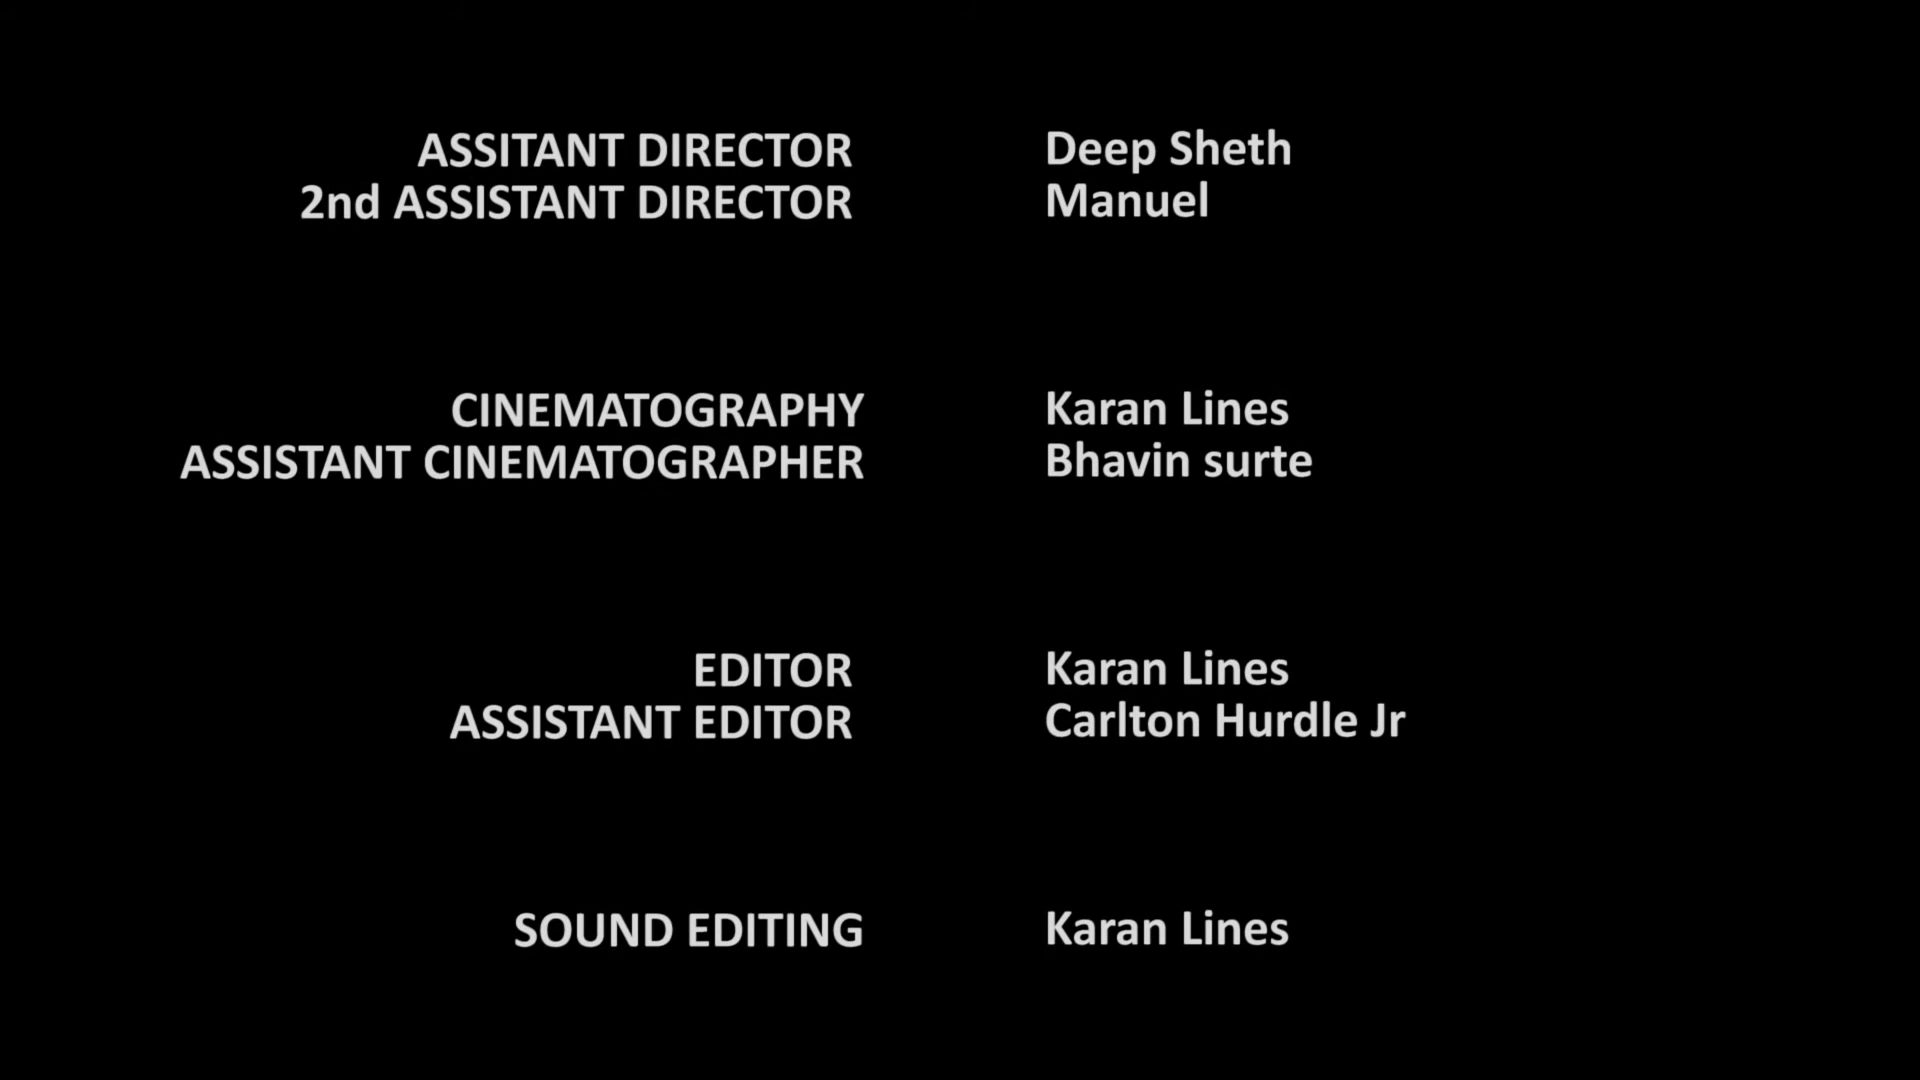 ASSITANT DIRECTOR Deep Sheth
2nd ASSISTANT DIRECTOR Manuel
CINEMATOGRAPHY Karan Lines
ASSISTANT CINEMATOGRAPHER Bhavin surte
EDITOR Karan Lines
ASSISTANT EDITOR Carlton Hurdle Jr
SOUND EDITING Karan Lines